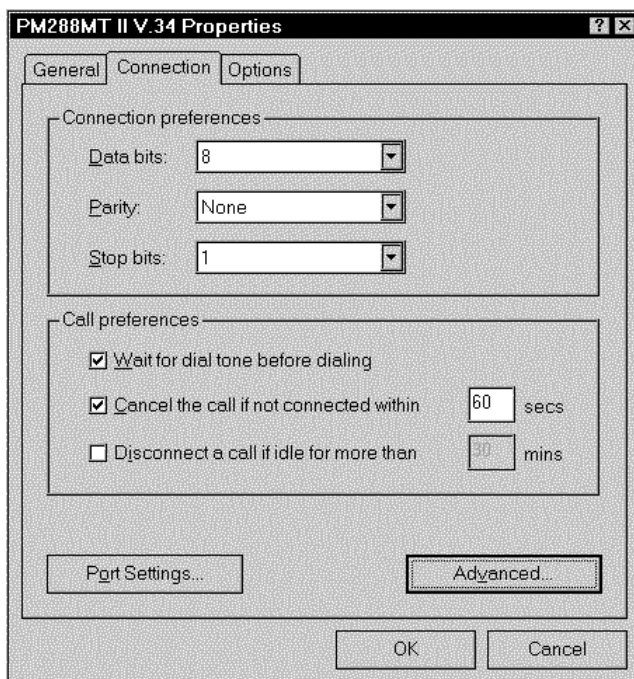 PM288MT II V.34 Properties ? X
General Connection Options
Connection preferences
Data bits: 8
Parity: None
Stop bits: 1
Call preferences
Wait for dial tone before dialing
Cancel the call if not connected within 60 secs
Disconnect a call if idle for more than 30 mins
Port Settings... Advanced...
OK Cancel